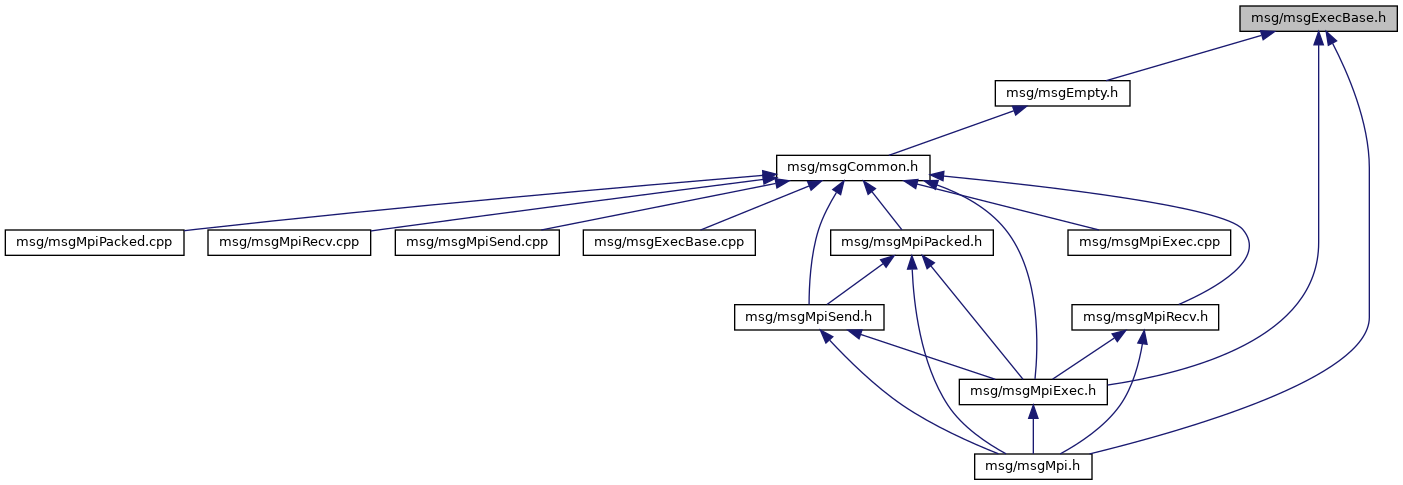 msg/msgExecBase.h
msg/msgEmpty.h
msg/msgCommon.h
msg/msgMpiPacked.cpp
msg/msgMpiRecv.cpp
msg/msgMpiSend.cpp
msg/msgExecBase.cpp
msg/msgMpiPacked.h
msg/msgMpiExec.cpp
msg/msgMpiSend.h
msg/msgMpiRecv.h
msg/msgMpiExec.h
msg/msgMpi.h